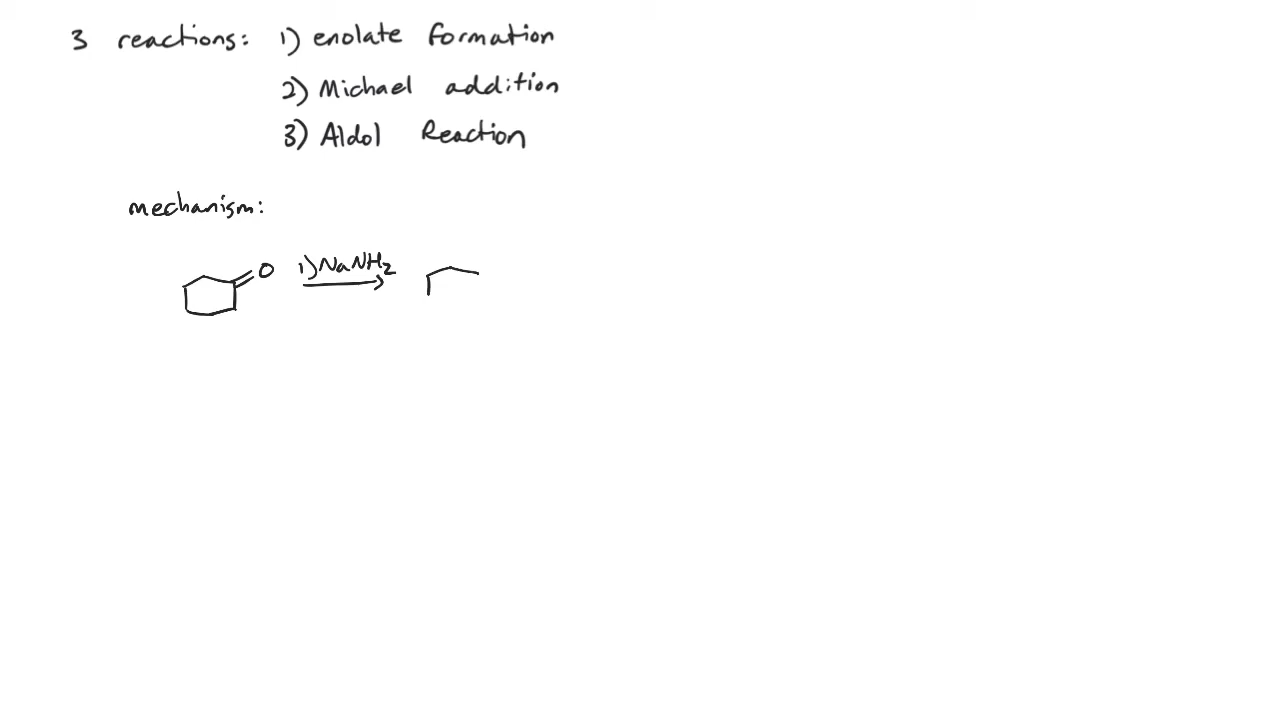 3 reactions: 1) enolate formation
2) Michael addition
3) Aldol Reaction
mechanism:
O 1) NaNH2